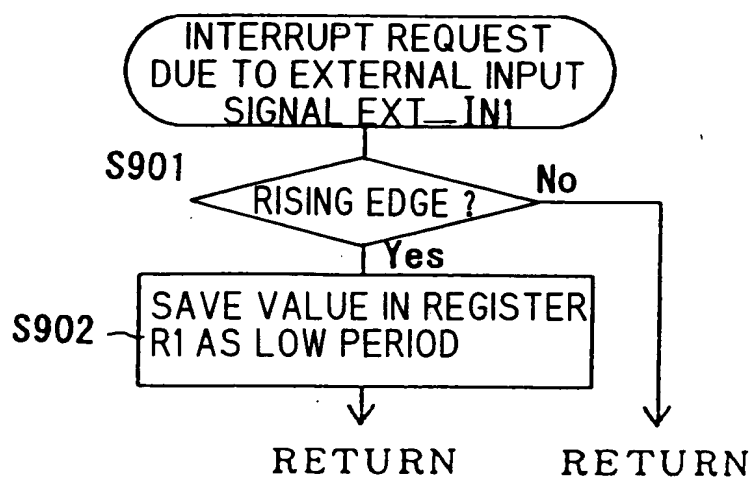 INTERRUPT REQUEST
DUE TO EXTERNAL INPUT
SIGNAL EXT_IN1
S901
RISING EDGE ?
No
Yes
SAVE VALUE IN REGISTER
R1 AS LOW PERIOD
S902
RETURN
RETURN